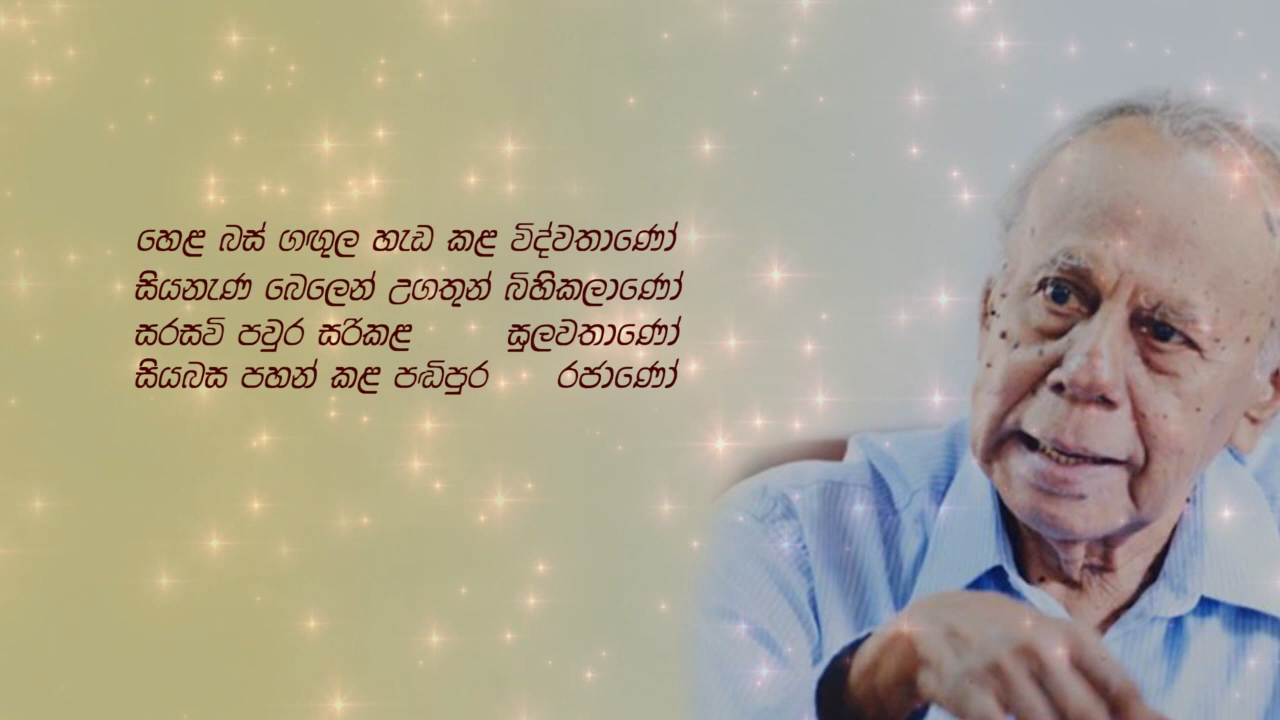 හෙළ බස් ගඟුල හැඩ කළ විද්වතාණෝ
සියනැණ බෙලෙන් උගතුන් බිහිකලාණෝ
සරසවි පවුර සරිකළ සුලවතාණෝ
සියබස පහන් කළ පඬිපුර රජාණෝ